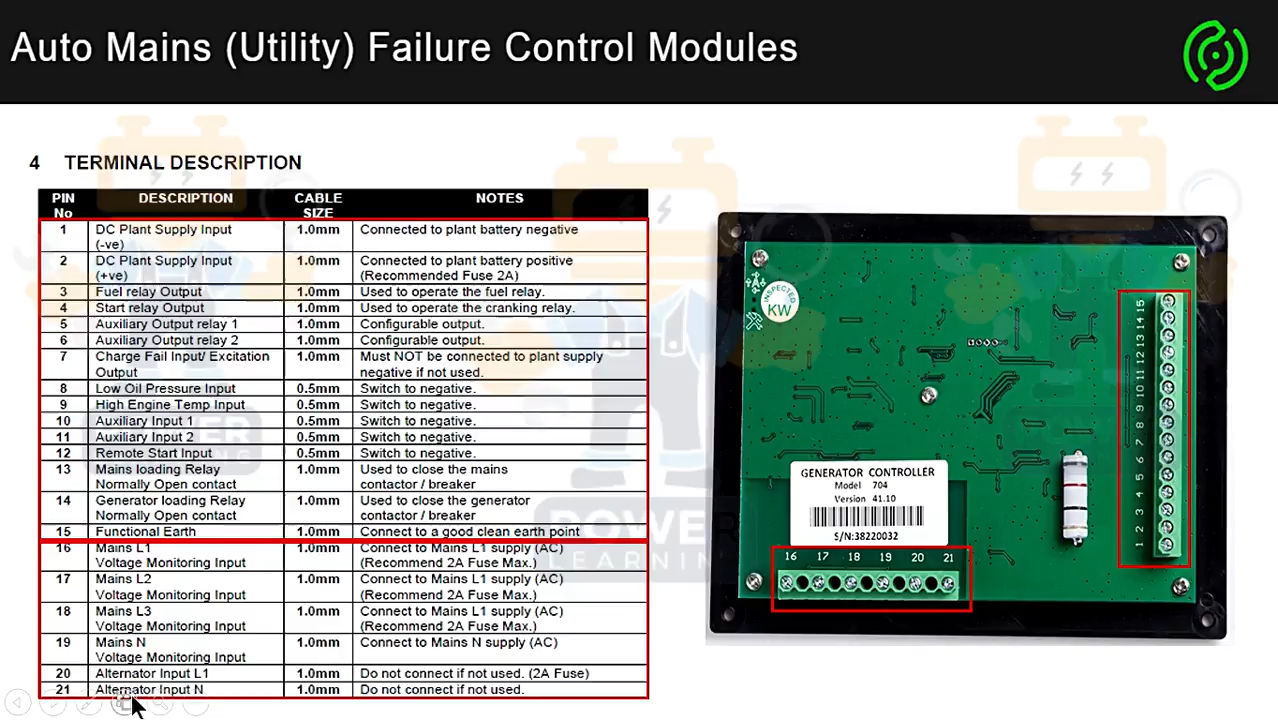 Auto Mains (Utility) Failure Control Modules
4 TERMINAL DESCRIPTION
PIN No DESCRIPTION CABLE SIZE NOTES
1 DC Plant Supply Input (-ve) 1.0mm Connected to plant battery negative
2 DC Plant Supply Input (+ve) 1.0mm Connected to plant battery positive (Recommended Fuse 2A)
3 Fuel relay Output 1.0mm Used to operate the fuel relay.
4 Start relay Output 1.0mm Used to operate the cranking relay.
5 Auxiliary Output relay 1 1.0mm Configurable output.
6 Auxiliary Output relay 2 1.0mm Configurable output.
7 Charge Fail Input/ Excitation Output 1.0mm Must NOT be connected to plant supply negative if not used.
8 Low Oil Pressure Input 0.5mm Switch to negative.
9 High Engine Temp Input 0.5mm Switch to negative.
10 Auxiliary Input 1 0.5mm Switch to negative.
11 Auxiliary Input 2 0.5mm Switch to negative.
12 Remote Start Input 0.5mm Switch to negative.
13 Mains loading Relay Normally Open contact 1.0mm Used to close the mains contactor / breaker
14 Generator loading Relay Normally Open contact 1.0mm Used to close the generator contactor / breaker
15 Functional Earth 1.0mm Connect to a good clean earth point
16 Mains L1 Voltage Monitoring Input 1.0mm Connect to Mains L1 supply (AC) (Recommend 2A Fuse Max.)
17 Mains L2 Voltage Monitoring Input 1.0mm Connect to Mains L1 supply (AC) (Recommend 2A Fuse Max.)
18 Mains L3 Voltage Monitoring Input 1.0mm Connect to Mains L1 supply (AC) (Recommend 2A Fuse Max.)
19 Mains N Voltage Monitoring Input 1.0mm Connect to Mains N supply (AC)
20 Alternator Input L1 1.0mm Do not connect if not used. (2A Fuse)
21 Alternator Input N 1.0mm Do not connect if not used.
INSPECTED
KW
GENERATOR CONTROLLER
Model 704
Version 41.10
S/N:38220032
16 17 18 19 20 21
1 2 3 4 5 6 7 8 9 10 11 12 13 14 15
POWER
LEARNING